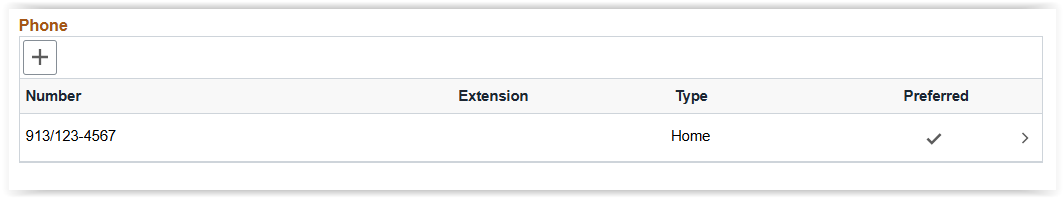 Phone
Number Extension Type Preferred
913/123-4567 Home